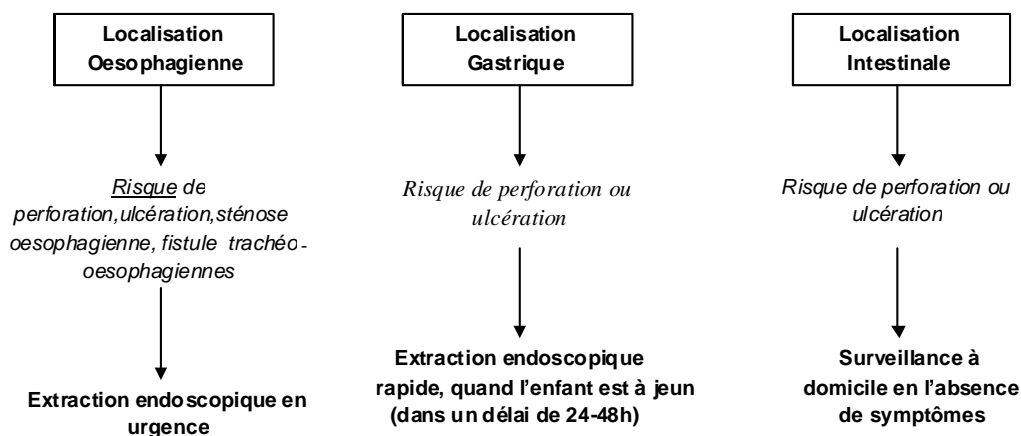 Localisation
Oesophagienne
Risque de
perforation,ulcération,sténose
oesophagienne, fistule trachéo-
oesophagiennes
Extraction endoscopique en
urgence
Localisation
Gastrique
Risque de perforation ou
ulcération
Extraction endoscopique
rapide, quand l'enfant est à jeun
(dans un délai de 24-48h)
Localisation
Intestinale
Risque de perforation ou
ulcération
Surveillance à
domicile en l'absence
de symptômes